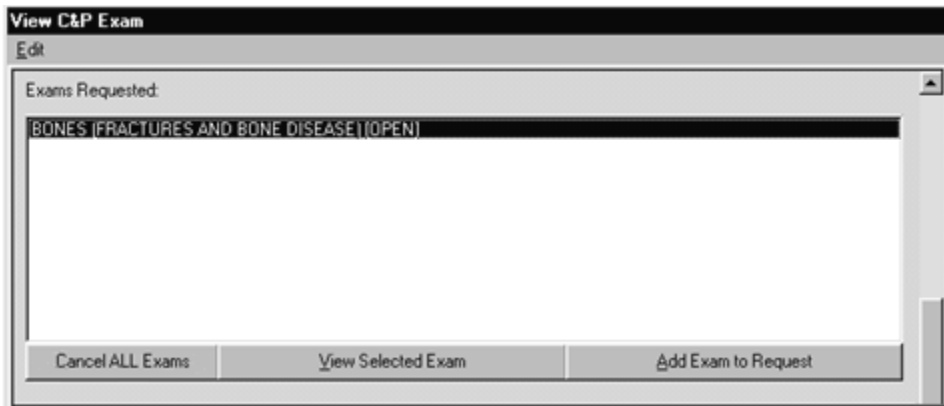 View C&P Exam
Edit
Exams Requested:
BONES (FRACTURES AND BONE DISEASE) [OPEN]
Cancel ALL Exams View Selected Exam Add Exam to Request